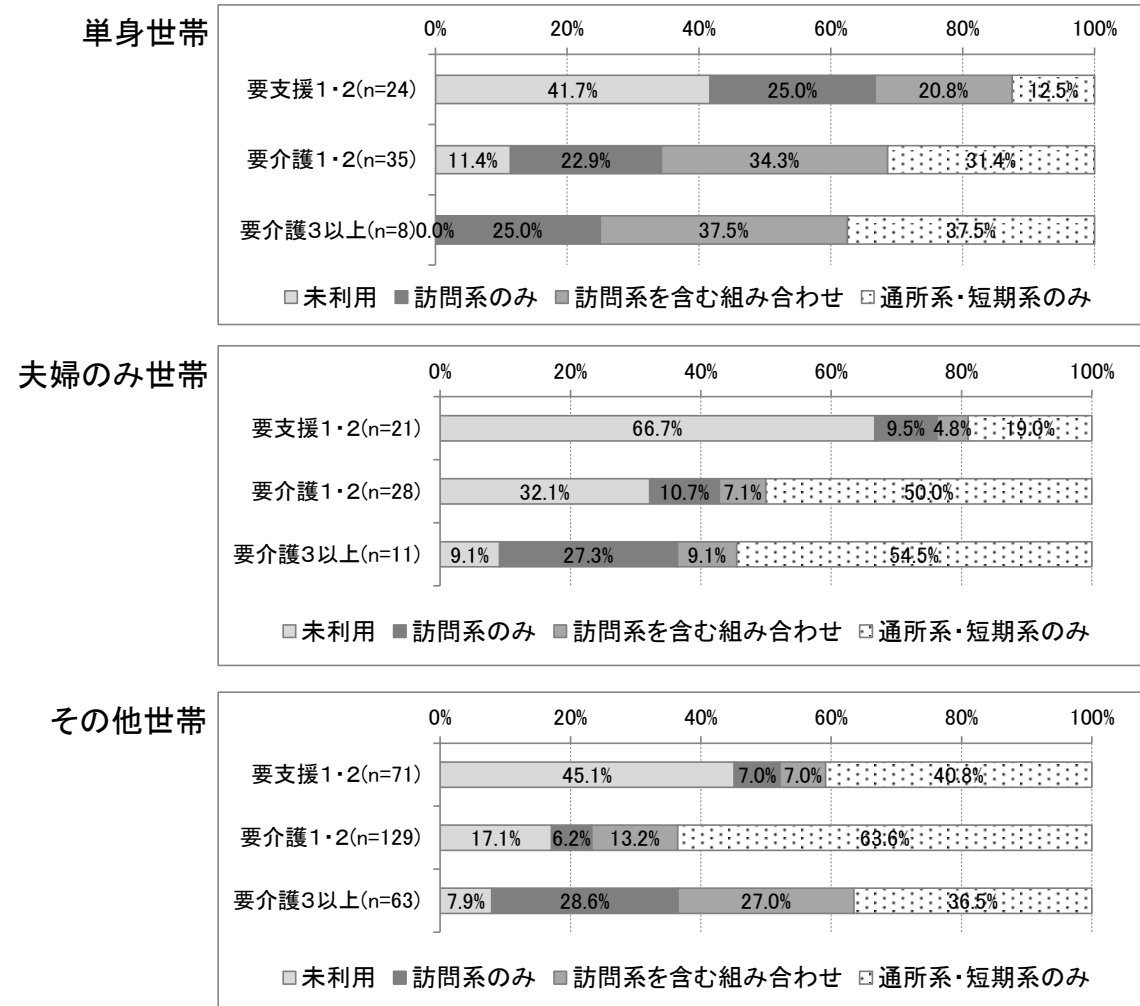 単身世帯
0% 20% 40% 60% 80% 100%
要支援1・2(n=24) 41.7% 25.0% 20.8% 12.5%
要介護1・2(n=35) 11.4% 22.9% 34.3% 31.4%
要介護3以上(n=8) 0.0% 25.0% 37.5% 37.5%
未利用 訪問系のみ 訪問系を含む組み合わせ 通所系・短期系のみ
夫婦のみ世帯
0% 20% 40% 60% 80% 100%
要支援1・2(n=21) 66.7% 9.5% 4.8% 19.0%
要介護1・2(n=28) 32.1% 10.7% 7.1% 50.0%
要介護3以上(n=11) 9.1% 27.3% 9.1% 54.5%
未利用 訪問系のみ 訪問系を含む組み合わせ 通所系・短期系のみ
その他世帯
0% 20% 40% 60% 80% 100%
要支援1・2(n=71) 45.1% 7.0% 7.0% 40.8%
要介護1・2(n=129) 17.1% 6.2% 13.2% 63.6%
要介護3以上(n=63) 7.9% 28.6% 27.0% 36.5%
未利用 訪問系のみ 訪問系を含む組み合わせ 通所系・短期系のみ